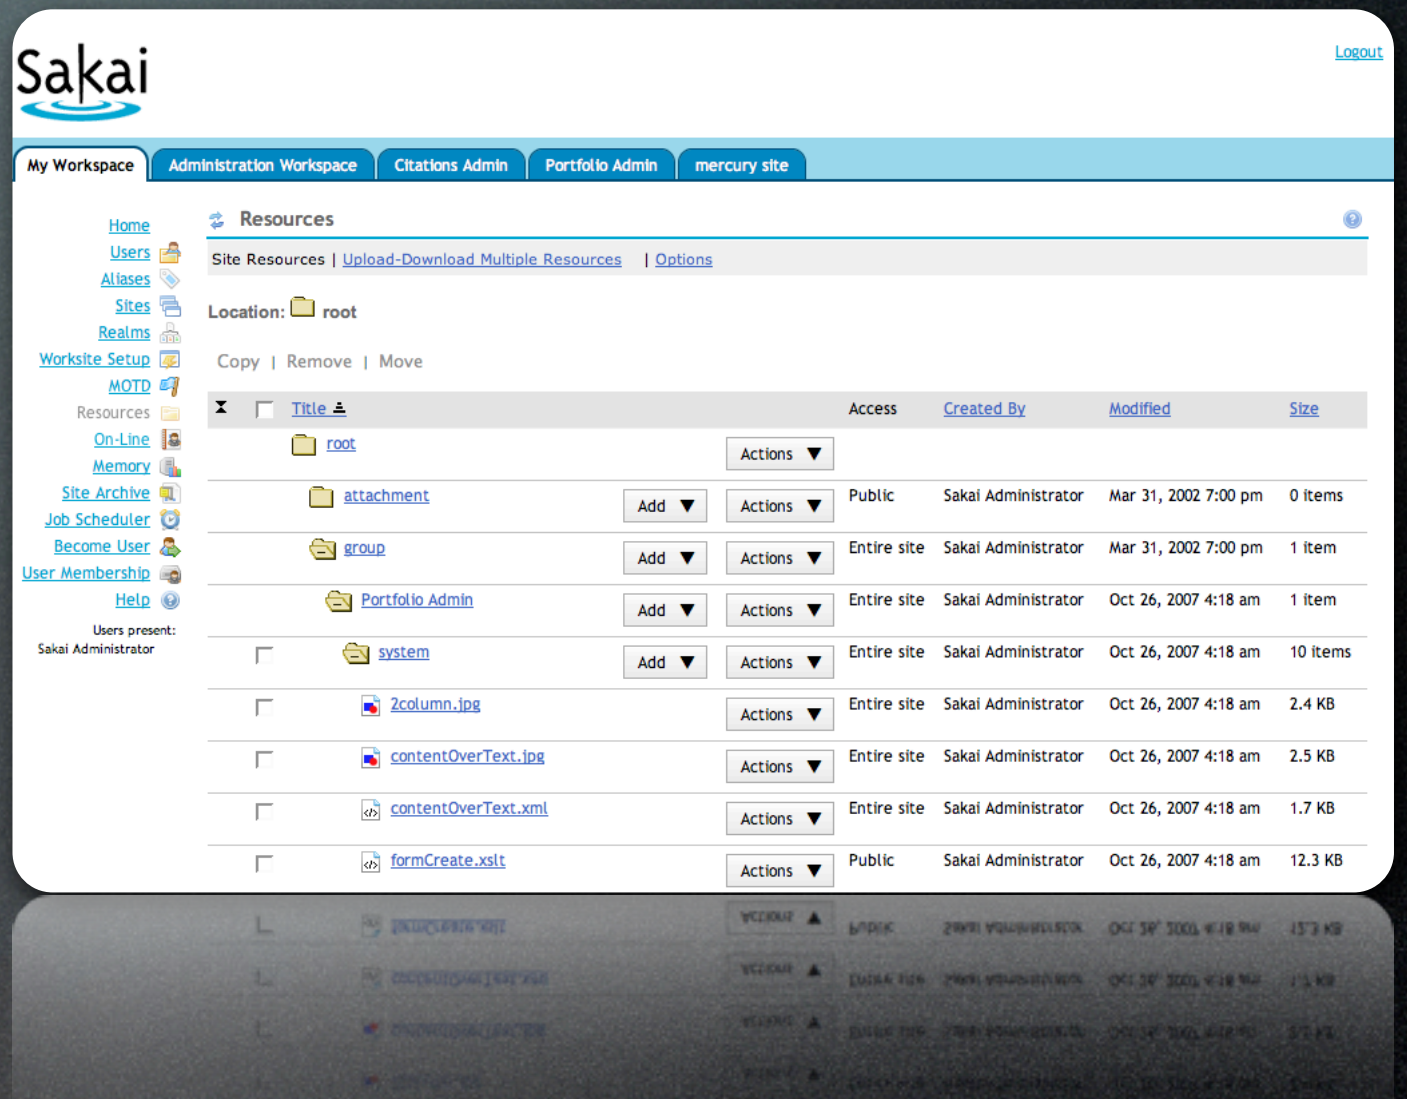 Sakai
Logout
My Workspace Administration Workspace Citations Admin Portfolio Admin mercury site
Home
Users
Aliases
Sites
Realms
Worksite Setup
MOTD
Resources
On-Line
Memory
Site Archive
Job Scheduler
Become User
User Membership
Help
Users present:
Sakai Administrator
Resources
Site Resources | Upload-Download Multiple Resources | Options
Location: root
Copy | Remove | Move
Title Access Created By Modified Size
root Actions
attachment Add Actions Public Sakai Administrator Mar 31, 2002 7:00 pm 0 items
group Add Actions Entire site Sakai Administrator Mar 31, 2002 7:00 pm 1 item
Portfolio Admin Add Actions Entire site Sakai Administrator Oct 26, 2007 4:18 am 1 item
system Add Actions Entire site Sakai Administrator Oct 26, 2007 4:18 am 10 items
2column.jpg Actions Entire site Sakai Administrator Oct 26, 2007 4:18 am 2.4 KB
contentOverText.jpg Actions Entire site Sakai Administrator Oct 26, 2007 4:18 am 2.5 KB
contentOverText.xml Actions Entire site Sakai Administrator Oct 26, 2007 4:18 am 1.7 KB
formCreate.xslt Actions Public Sakai Administrator Oct 26, 2007 4:18 am 12.3 KB